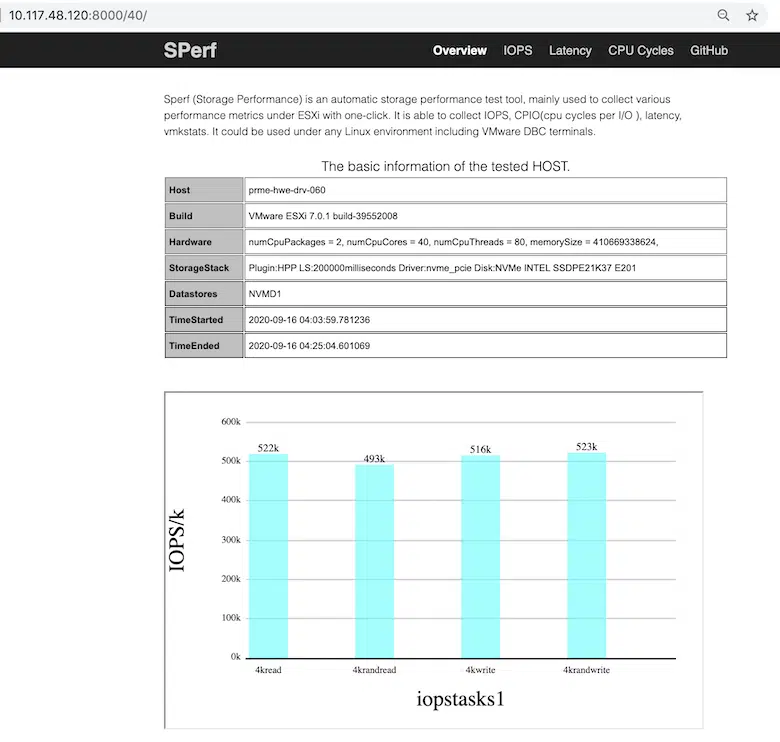 10.117.48.120:8000/40/
SPerf
Overview IOPS Latency CPU Cycles GitHub
Sperf (Storage Performance) is an automatic storage performance test tool, mainly used to collect various
performance metrics under ESXi with one-click. It is able to collect IOPS, CPIO(cpu cycles per I/O ), latency,
vmkstats. It could be used under any Linux environment including VMware DBC terminals.
The basic information of the tested HOST.
Host prme-hwe-drv-060
Build VMware ESXi 7.0.1 build-39552008
Hardware numCpuPackages = 2, numCpuCores = 40, numCpuThreads = 80, memorySize = 410669338624,
StorageStack Plugin:HPP LS:200000milliseconds Driver:nvme_pcie Disk:NVMe INTEL SSDPE21K37 E201
Datastores NVMD1
TimeStarted 2020-09-16 04:03:59.781236
TimeEnded 2020-09-16 04:25:04.601069
600k
522k 493k 516k 523k
500k
400k
300k
200k
100k
0k
IOPS/k
4kread 4krandread 4kwrite 4krandwrite
iopstasks1